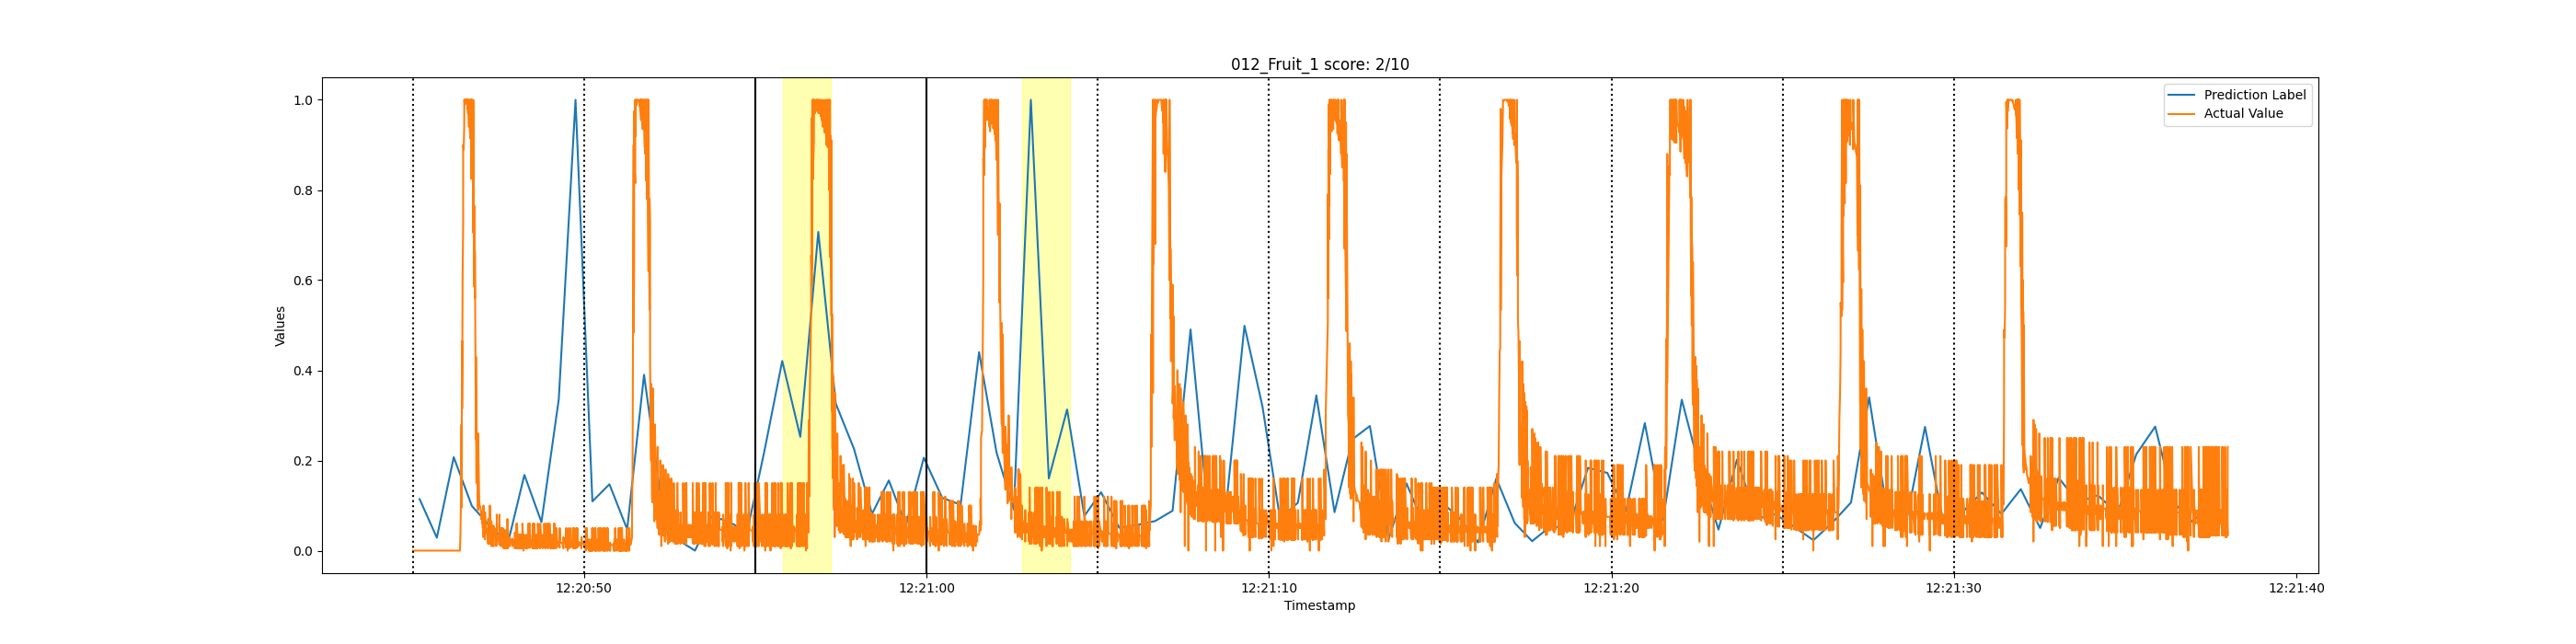 012_Fruit_1 score: 2/10
Prediction Label
Actual Value
1.0
0.8
0.6
0.4
0.2
0.0
Values
12:20:50
12:21:00
12:21:10
12:21:20
12:21:30
12:21:40
Timestamp